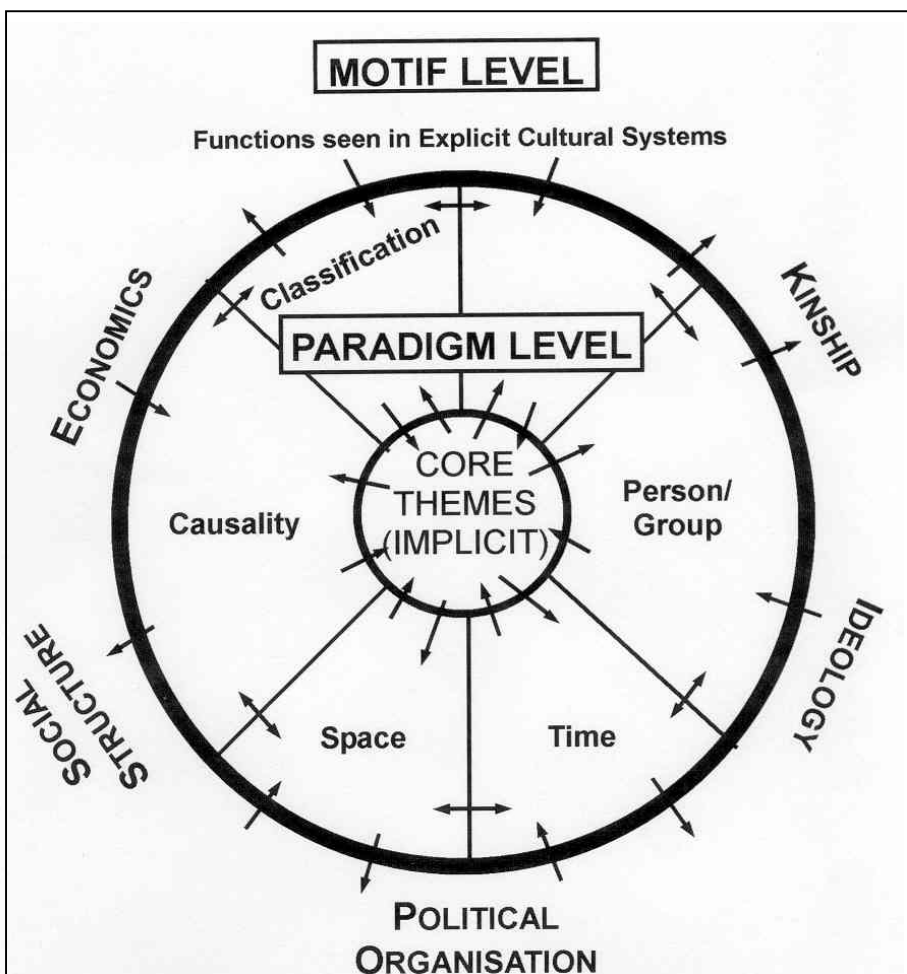 MOTIF LEVEL
Functions seen in Explicit Cultural Systems
Classification
ECONOMICS
KINSHIP
PARADIGM LEVEL
CORE
THEMES
(IMPLICIT)
Causality
Person/
Group
SOCIAL
STRUCTURE
IDEOLOGY
Space
Time
POLITICAL
ORGANISATION